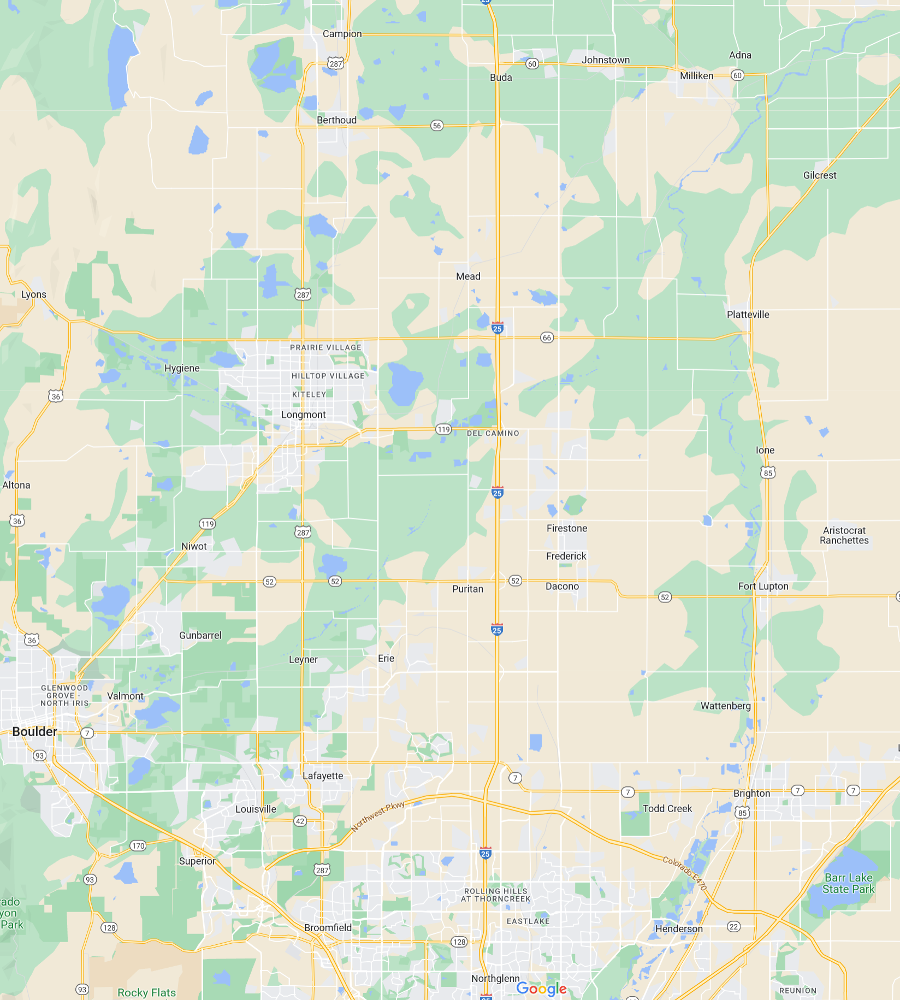 25
Campion
287
60
Johnstown
Adna
Buda
Milliken
60
Berthoud
56
Gilcrest
Mead
Lyons
287
Platteville
25
66
PRAIRIE VILLAGE
Hygiene
HILLTOP VILLAGE
36
KITELEY
Longmont
119
DEL CAMINO
Ione
85
Altona
25
36
119
287
Firestone
Aristocrat
Ranchettes
Niwot
Frederick
52
52
52
Puritan
Dacono
Fort Lupton
52
36
Gunbarrel
25
Leyner
Erie
GLENWOOD
GROVE -
NORTH IRIS
Valmont
Wattenberg
Boulder
7
93
Lafayette
7
7
Brighton
7
7
Louisville
Northwest Pkwy
Todd Creek
85
42
170
25
Superior
287
Colorado E470
93
Barr Lake
State Park
ROLLING HILLS
AT THORNCREEK
rado
yon
Park
EASTLAKE
128
Broomfield
Henderson
22
128
Northglenn
93
Rocky Flats
Google
REUNION
25